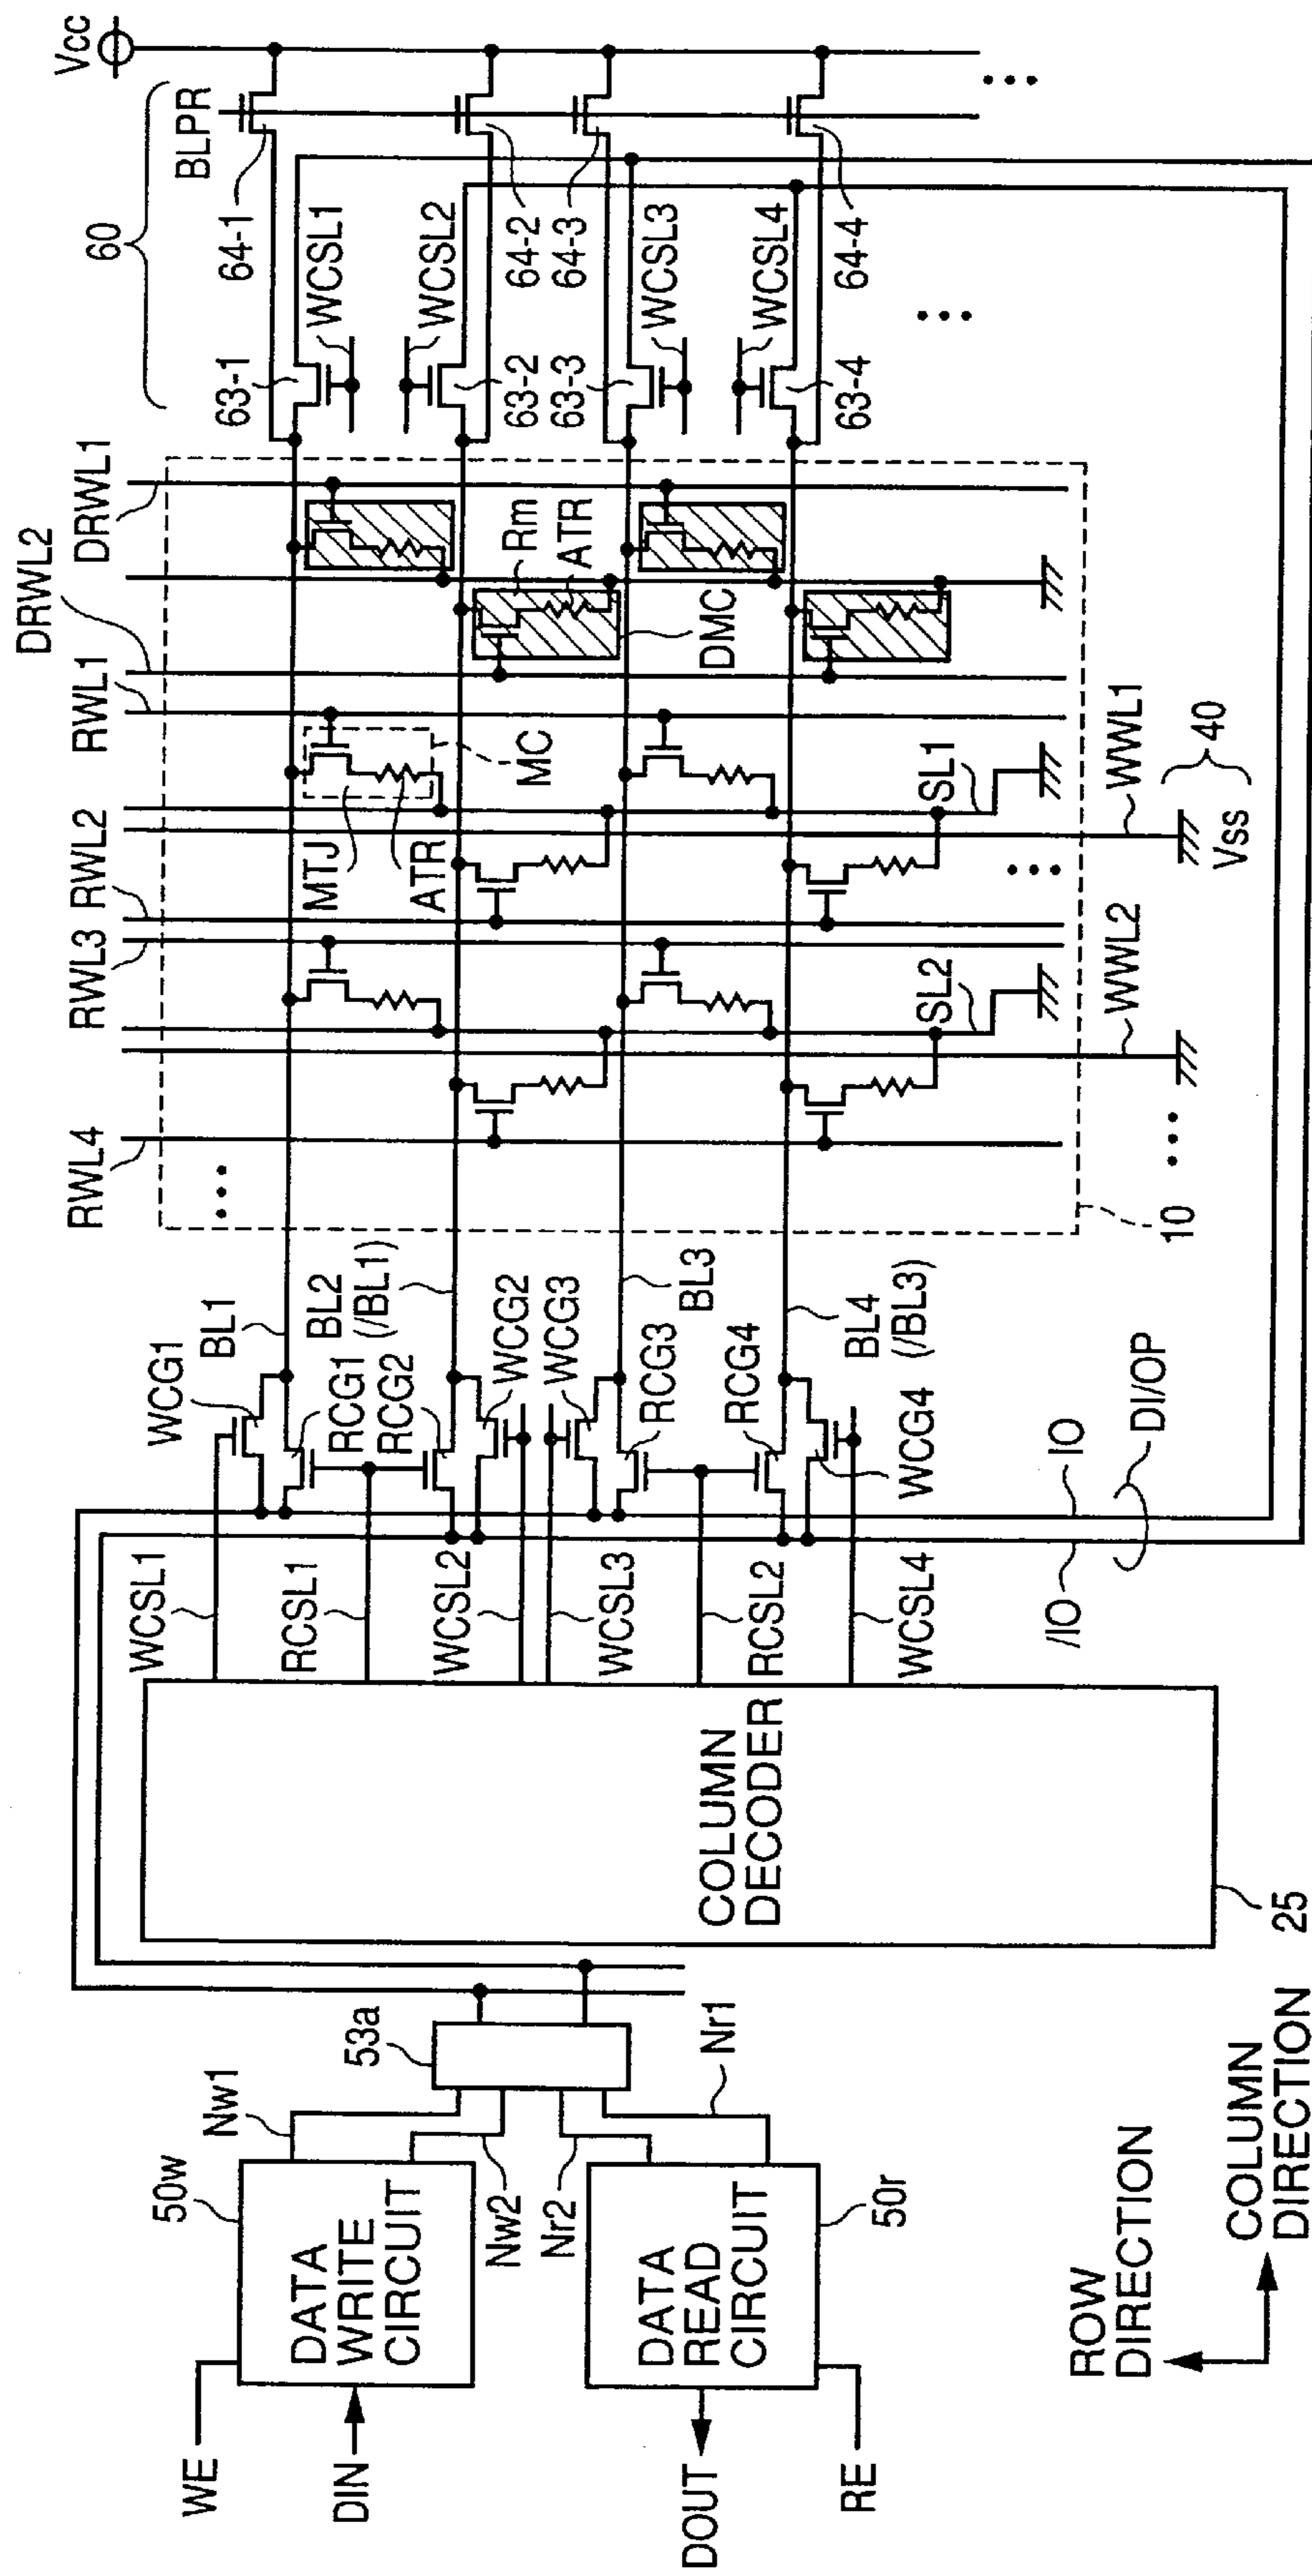 WE
DIN
DOUT
RE
50w
DATA
WRITE
CIRCUIT
Nw1
Nw2
Nr2
Nr1
DATA
READ
CIRCUIT
50r
53a
COLUMN
DECODER
25
WCSL1
RCSL1
WCSL2
WCSL3
RCSL2
WCSL4
/IO
IO
DI/OP
WCG1
RCG1
RCG2
WCG2
WCG3
RCG3
RCG4
WCG4
BL1
BL2
(/BL1)
BL3
BL4
(/BL3)
RWL4
RWL3
RWL2
RWL1
DRWL2
DRWL1
MTJ
ATR
MC
Rm
ATR
DMC
SL2
SL1
WWL2
WWL1
40
Vss
10
60
63-1
64-1
WCSL1
WCSL2
63-2
64-2
63-3
64-3
WCSL3
WCSL4
63-4
64-4
BLPR
Vcc
ROW
DIRECTION
COLUMN
DIRECTION